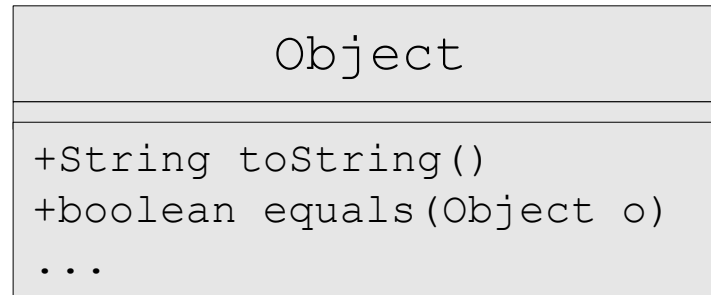 Object
+String toString()
+boolean equals(Object o)
...